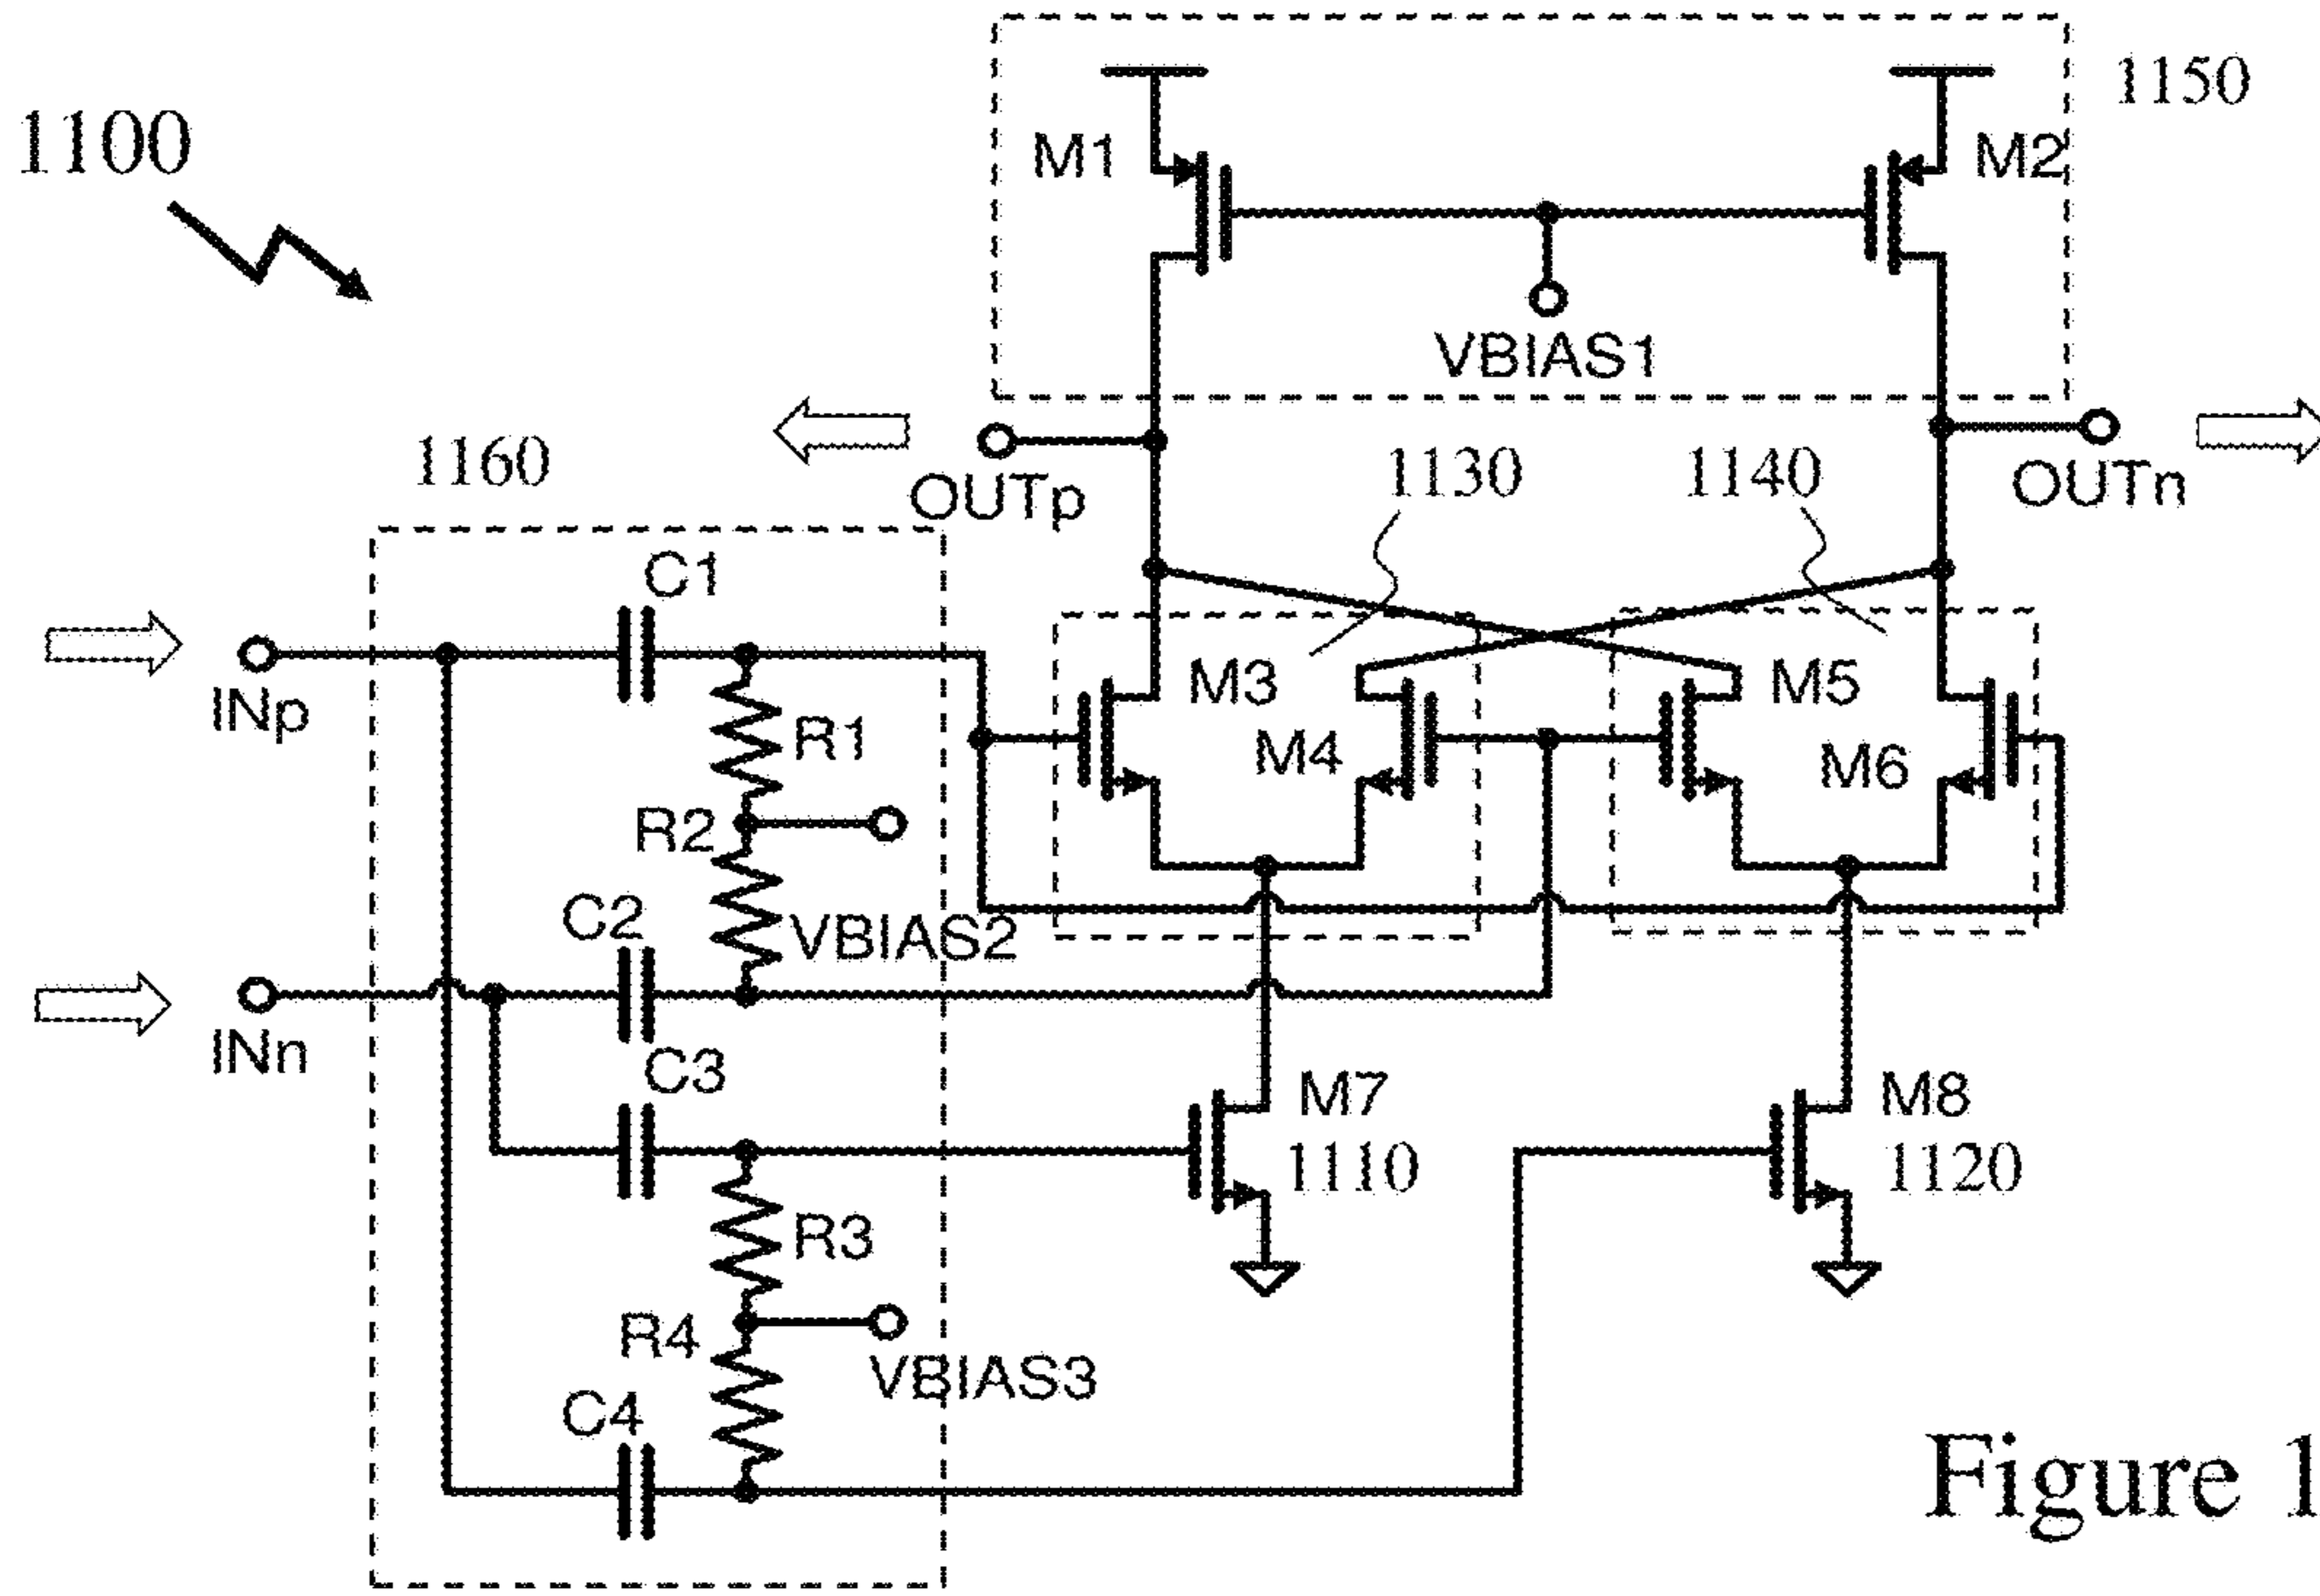 1150
1100
M1
M2
VBIAS1
1160
OUTp
1130
1140
OUTn
C1
INp
R1
M3
M4
M5
M6
R2
C2
VBIAS2
INn
C3
M7
1110
M8
1120
R3
R4
VBIAS3
C4
Figure 1